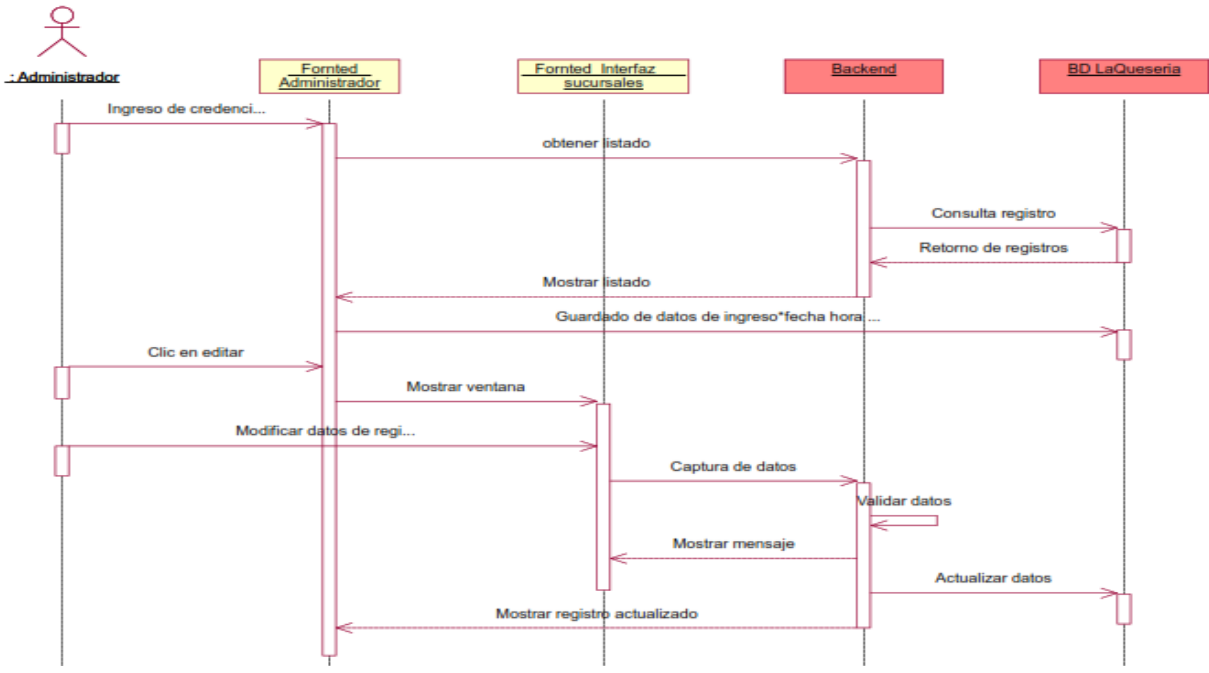 : Administrador
Fornted
Administrador
Fornted Interfaz
sucursales
Backend
BD LaQueseria
Ingreso de credenci...
obtener listado
Consulta registro
Retorno de registros
Mostrar listado
Guardado de datos de ingreso*fecha hora ...
Clic en editar
Mostrar ventana
Modificar datos de regi...
Captura de datos
Validar datos
Mostrar mensaje
Actualizar datos
Mostrar registro actualizado